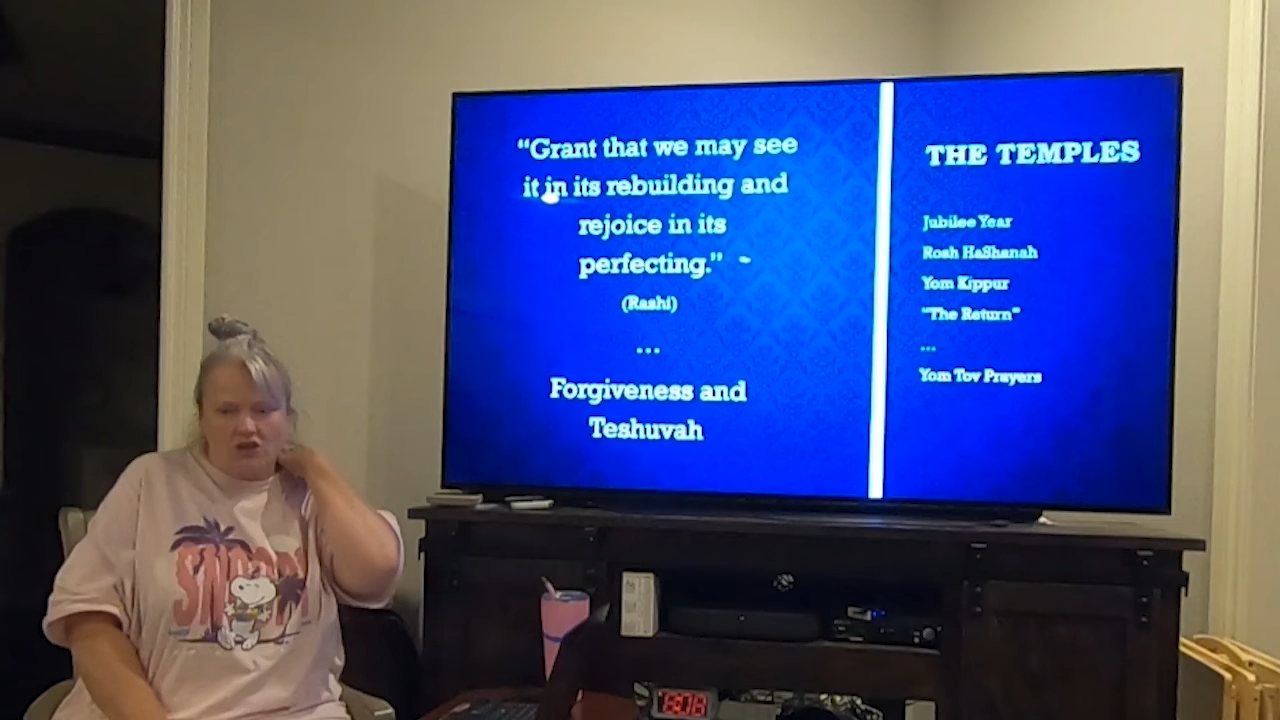 “Grant that we may see
it in its rebuilding and
rejoice in its
perfecting.” ~
(Rashi)
...
Forgiveness and
Teshuvah
THE TEMPLES
Jubilee Year
Rosh HaShanah
Yom Kippur
“The Return”
...
Yom Tov Prayers
SNOOPY